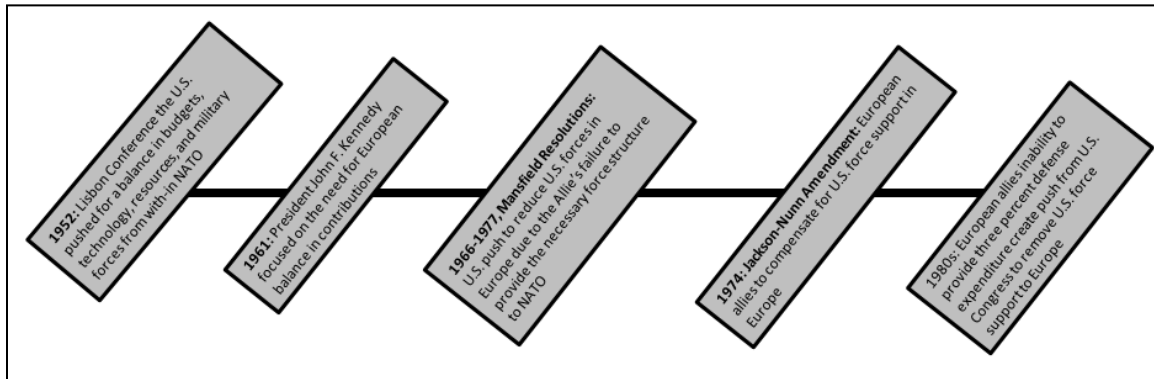 1952: Lisbon Conference the U.S.
pushed for a balance in budgets,
technology, resources, and military
forces from with-in NATO
1961: President John F. Kennedy
focused on the need for European
balance in contributions
1966-1977, Mansfield Resolutions:
U.S. push to reduce U.S. forces in
Europe due to the Allie's failure to
provide the necessary force structure
to NATO
1974: Jackson-Nunn Amendment: European
allies to compensate for U.S. force support in
Europe
1980s: European allies inability to
provide three percent defense
expenditure create push from U.S.
Congress to remove U.S. force
support to Europe